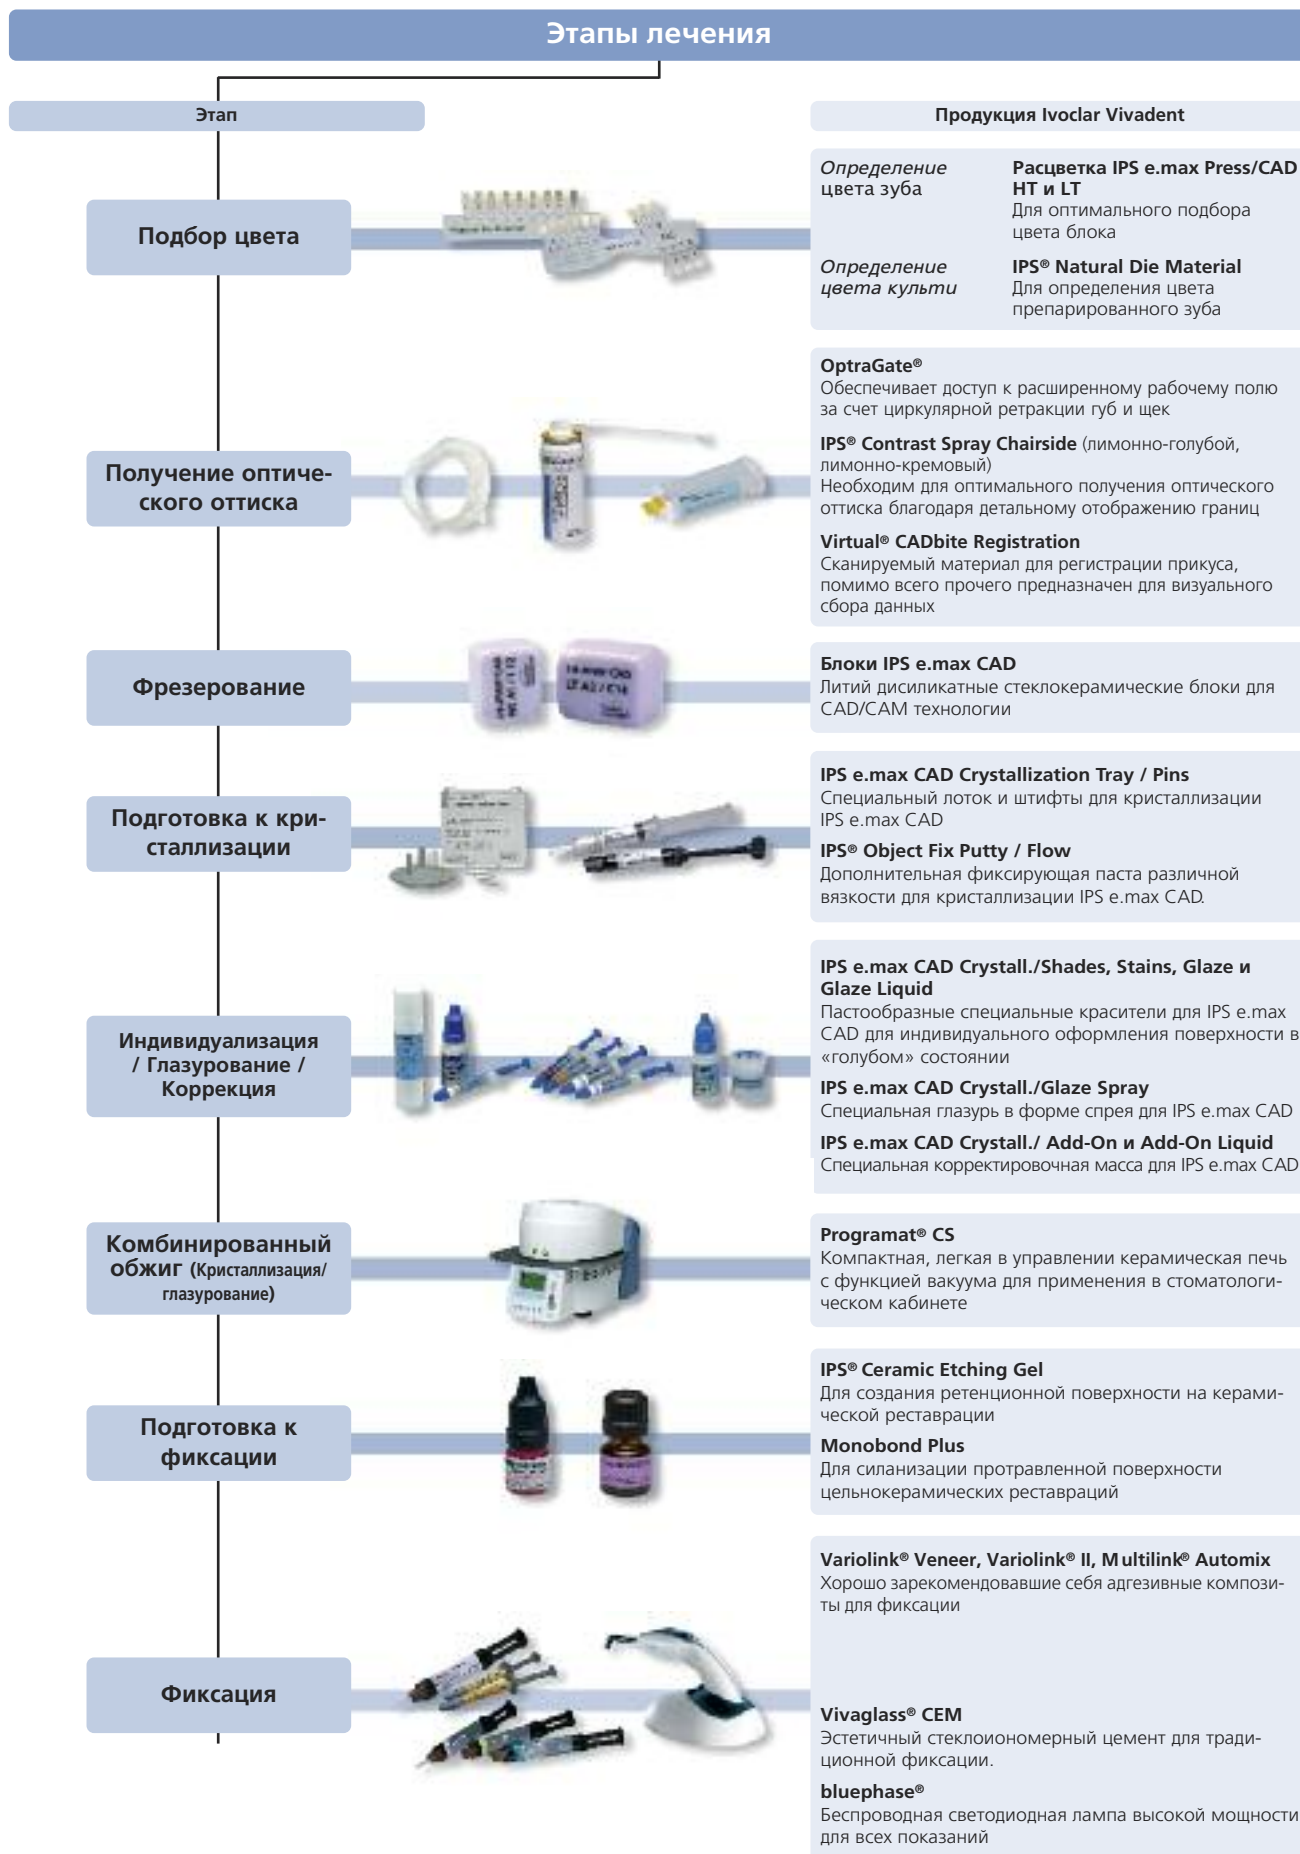 Этапы лечения
Этап
Продукция Ivoclar Vivadent
Подбор цвета
Определение
цвета зуба
Расцветка IPS e.max Press/CAD
HT и LT
Для оптимального подбора
цвета блока
Определение
цвета культи
IPS® Natural Die Material
Для определения цвета
препарированного зуба
Получение оптиче-
ского оттиска
OptraGate®
Обеспечивает доступ к расширенному рабочему полю
за счет циркулярной ретракции губ и щек
IPS® Contrast Spray Chairside (лимонно-голубой,
лимонно-кремовый)
Необходим для оптимального получения оптического
оттиска благодаря детальному отображению границ
Virtual® CADbite Registration
Сканируемый материал для регистрации прикуса,
помимо всего прочего предназначен для визуального
сбора данных
Фрезерование
Блоки IPS e.max CAD
Литий дисиликатные стеклокерамические блоки для
CAD/CAM технологии
Подготовка к кри-
сталлизации
IPS e.max CAD Crystallization Tray / Pins
Специальный лоток и штифты для кристаллизации
IPS e.max CAD
IPS® Object Fix Putty / Flow
Дополнительная фиксирующая паста различной
вязкости для кристаллизации IPS e.max CAD.
Индивидуализация
/ Глазурование /
Коррекция
IPS e.max CAD Crystall./Shades, Stains, Glaze и
Glaze Liquid
Пастообразные специальные красители для IPS e.max
CAD для индивидуального оформления поверхности в
«голубом» состоянии
IPS e.max CAD Crystall./Glaze Spray
Специальная глазурь в форме спрея для IPS e.max CAD
IPS e.max CAD Crystall./ Add-On и Add-On Liquid
Специальная корректировочная масса для IPS e.max CAD
Комбинированный
обжиг (Кристаллизация/
глазурование)
Programat® CS
Компактная, легкая в управлении керамическая печь
с функцией вакуума для применения в стоматологи-
ческом кабинете
Подготовка к
фиксации
IPS® Ceramic Etching Gel
Для создания ретенционной поверхности на керами-
ческой реставрации
Monobond Plus
Для силанизации протравленной поверхности
цельнокерамических реставраций
Фиксация
Variolink® Veneer, Variolink® II, Multilink® Automix
Хорошо зарекомендовавшие себя адгезивные компози-
ты для фиксации
Vivaglass® CEM
Эстетичный стеклоиономерный цемент для тради-
ционной фиксации.
bluephase®
Беспроводная светодиодная лампа высокой мощности
для всех показаний